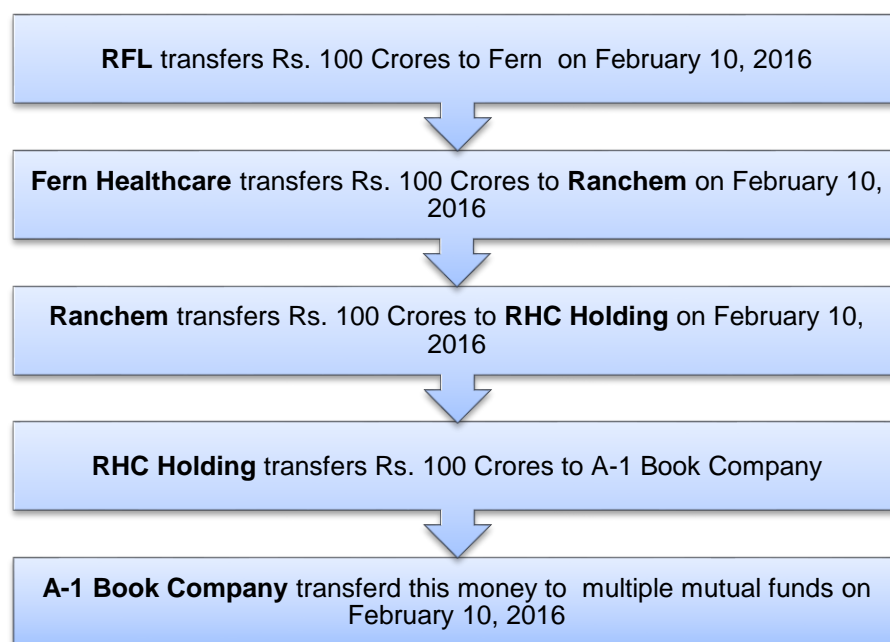 RFL transfers Rs. 100 Crores to Fern on February 10, 2016
Fern Healthcare transfers Rs. 100 Crores to Ranchem on February 10,
2016
Ranchem transfers Rs. 100 Crores to RHC Holding on February 10,
2016
RHC Holding transfers Rs. 100 Crores to A-1 Book Company
A-1 Book Company transferd this money to multiple mutual funds on
February 10, 2016